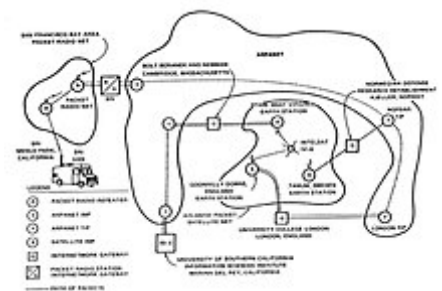 SAN FRANCISCO BAY AREA
PACKET RADIO NET
ARPANET
BOLT BERANEK AND NEWMAN
CAMBRIDGE, MASSACHUSETTS
NORWEGIAN DEFENSE
RESEARCH ESTABLISHMENT
KJELLER, NORWAY
PACKET
RADIO NET
SRI
EARTH STATION
NORSAR
TIP
INTELSAT
IV-A
SRI
MENLO PARK,
CALIFORNIA
SRI
VAN
GOONHILLY DOWNS,
ENGLAND
EARTH STATION
TANUM, SWEDEN
EARTH STATION
LEGEND
PACKET RADIO REPEATER
ARPANET IMP
ARPANET TIP
SATELLITE IMP
INTERNETWORK GATEWAY
PACKET RADIO STATION
INTERNETWORK GATEWAY
PATH OF PACKETS
ATLANTIC PACKET
SATELLITE NET
UNIVERSITY COLLEGE LONDON
LONDON, ENGLAND
LONDON TIP
UNIVERSITY OF SOUTHERN CALIFORNIA
INFORMATION SCIENCES INSTITUTE
MARINA DEL REY, CALIFORNIA